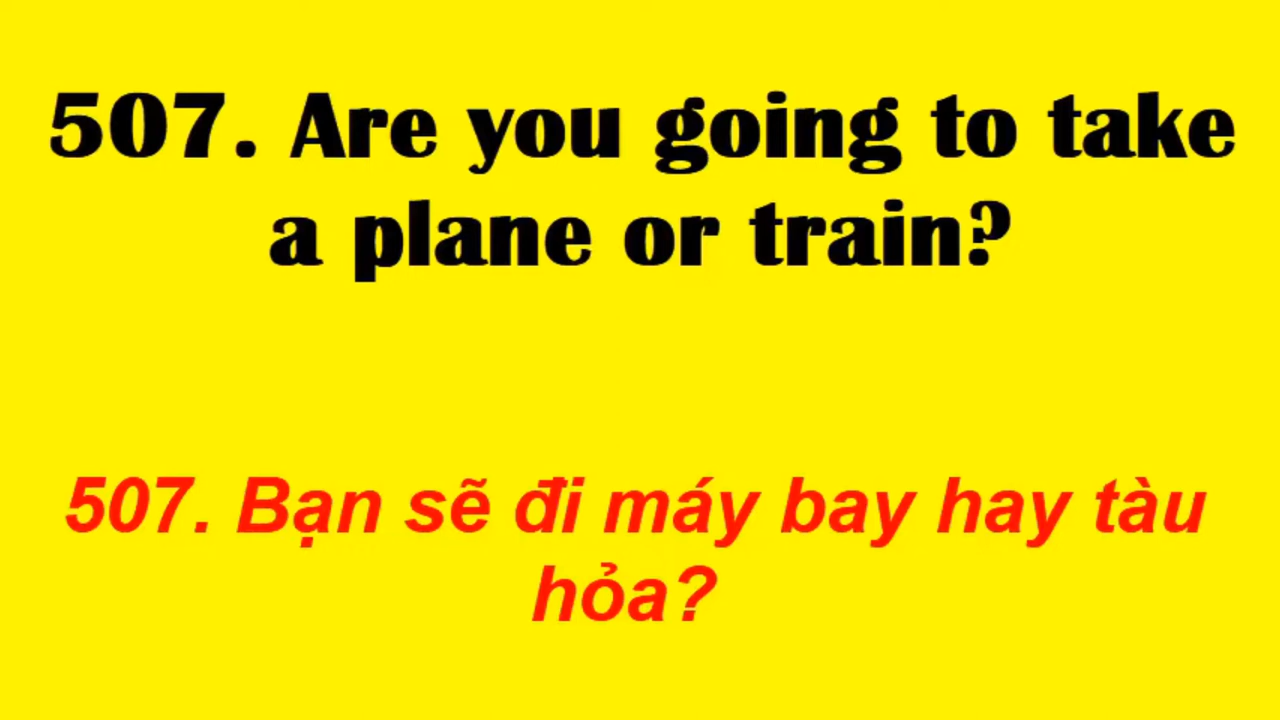 507. Are you going to take
a plane or train?
507. Bạn sẽ đi máy bay hay tàu
hỏa?